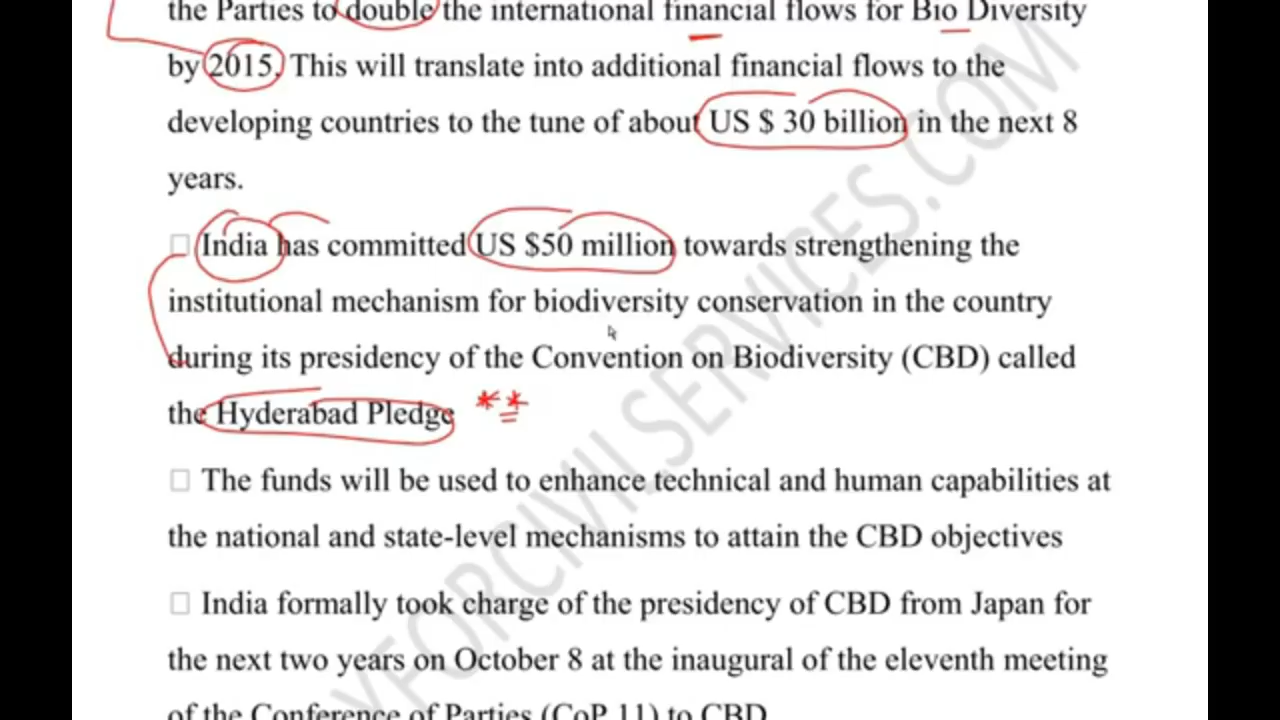 the Parties to double the international financial flows for Bio Diversity
by 2015. This will translate into additional financial flows to the
developing countries to the tune of about US $ 30 billion in the next 8
years.
India has committed US $50 million towards strengthening the
institutional mechanism for biodiversity conservation in the country
during its presidency of the Convention on Biodiversity (CBD) called
the Hyderabad Pledge **
The funds will be used to enhance technical and human capabilities at
the national and state-level mechanisms to attain the CBD objectives
India formally took charge of the presidency of CBD from Japan for
the next two years on October 8 at the inaugural of the eleventh meeting
of the Conference of Parties (CoP 11) to CBD
YFORCIVILSERVICES.COM